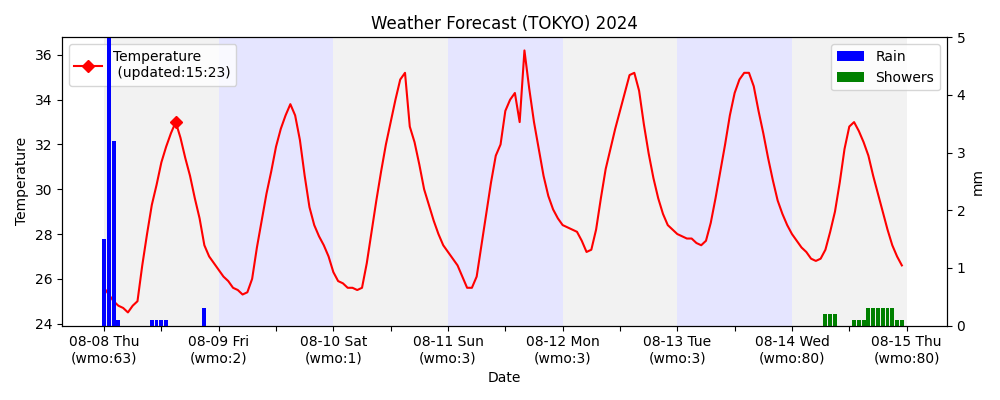 Weather Forecast (TOKYO) 2024
Temperature
(updated:15:23)
Rain
Showers
36
34
32
30
28
26
24
Temperature
5
4
3
2
1
0
mm
08-08 Thu
(wmo:63)
08-09 Fri
(wmo:2)
08-10 Sat
(wmo:1)
08-11 Sun
(wmo:3)
08-12 Mon
(wmo:3)
08-13 Tue
(wmo:3)
08-14 Wed
(wmo:80)
08-15 Thu
(wmo:80)
Date